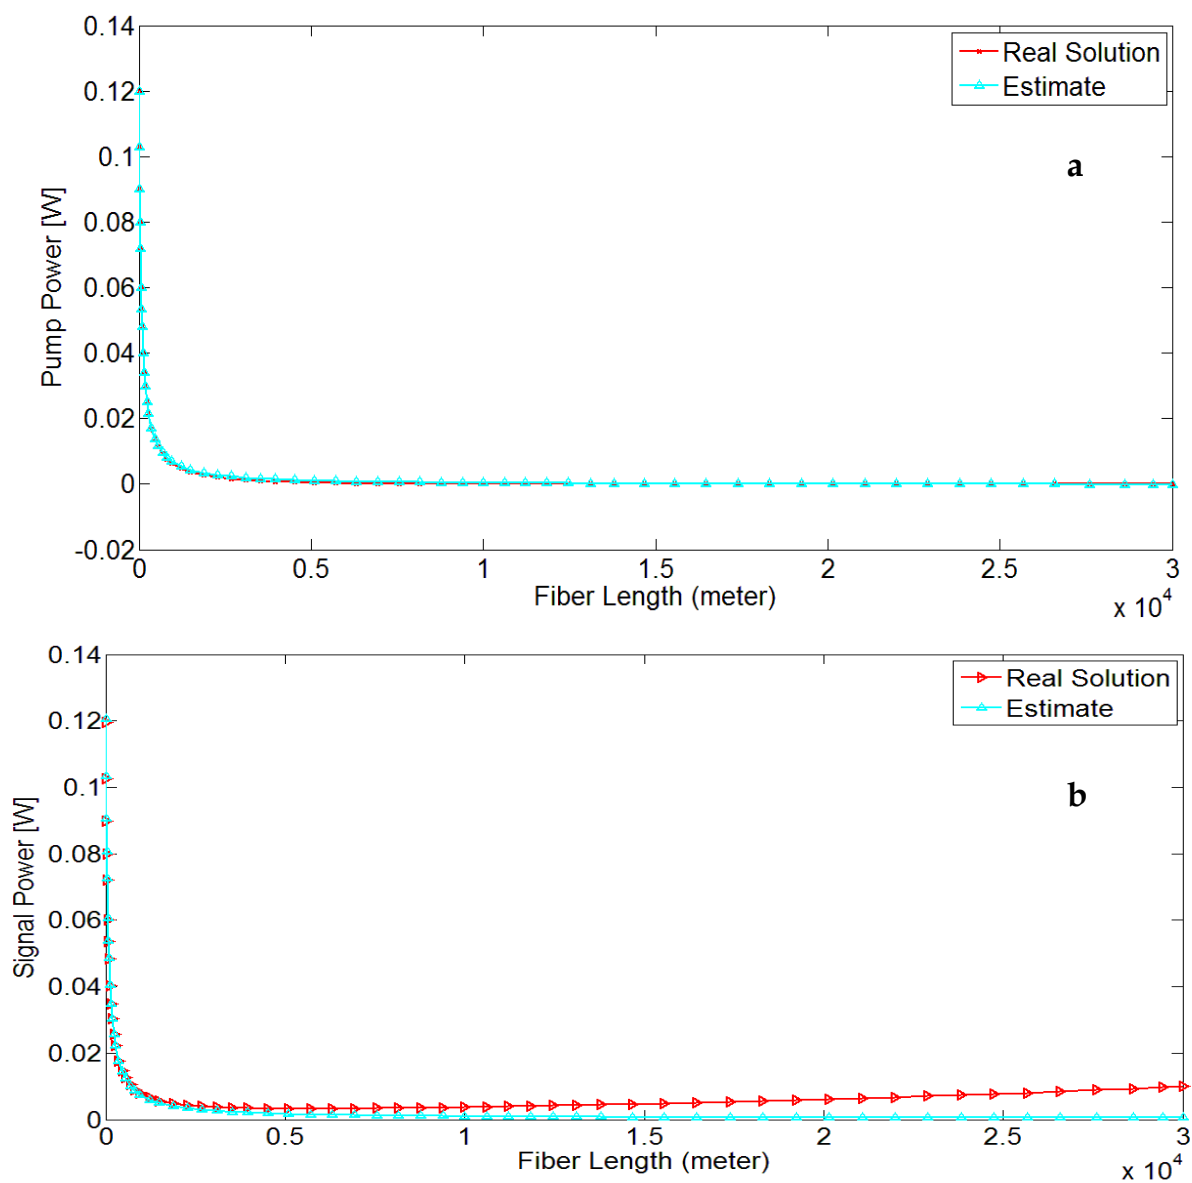 0.14
0.12
0.1
0.08
0.06
0.04
0.02
0
-0.02
Pump Power [W]
Real Solution
Estimate
a
0 0.5 1 1.5 2 2.5 3
Fiber Length (meter)
x 10^4
0.14
0.12
0.1
0.08
0.06
0.04
0.02
0
Signal Power [W]
Real Solution
Estimate
b
0 0.5 1 1.5 2 2.5 3
Fiber Length (meter)
x 10^4